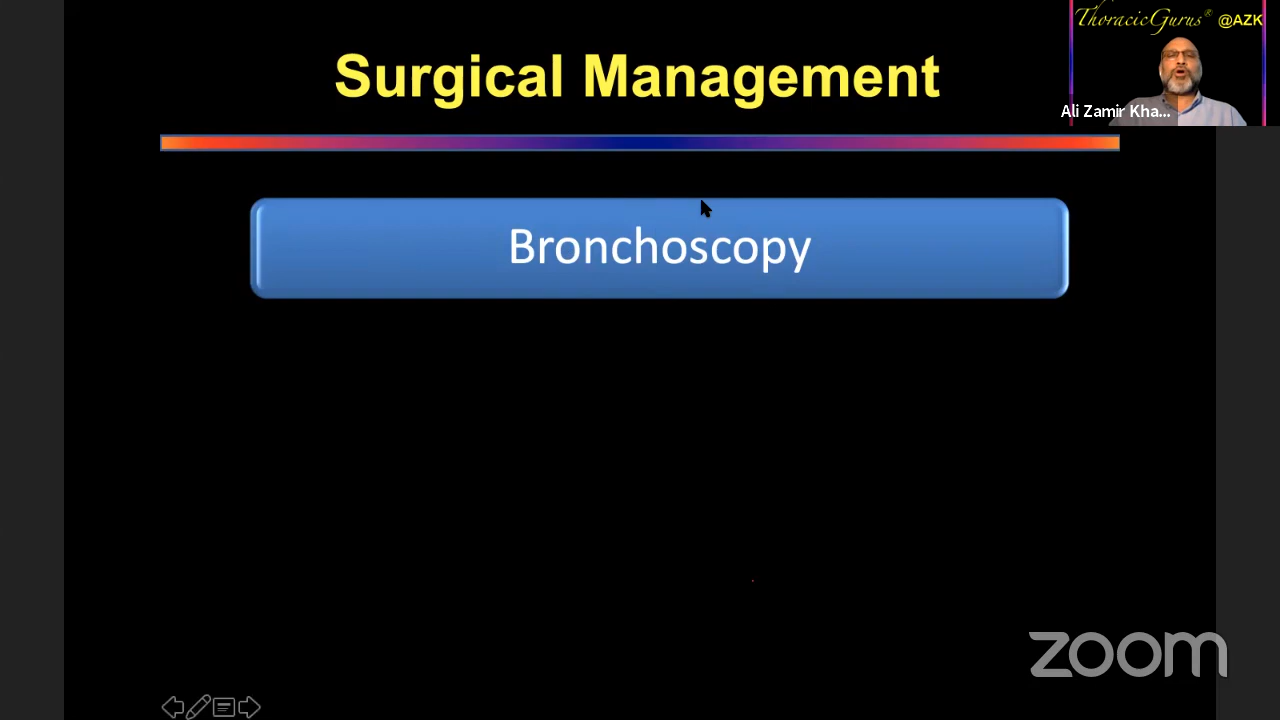 Surgical Management
ThoracicGurus® @AZK
Ali Zamir Kha...
Bronchoscopy
zoom